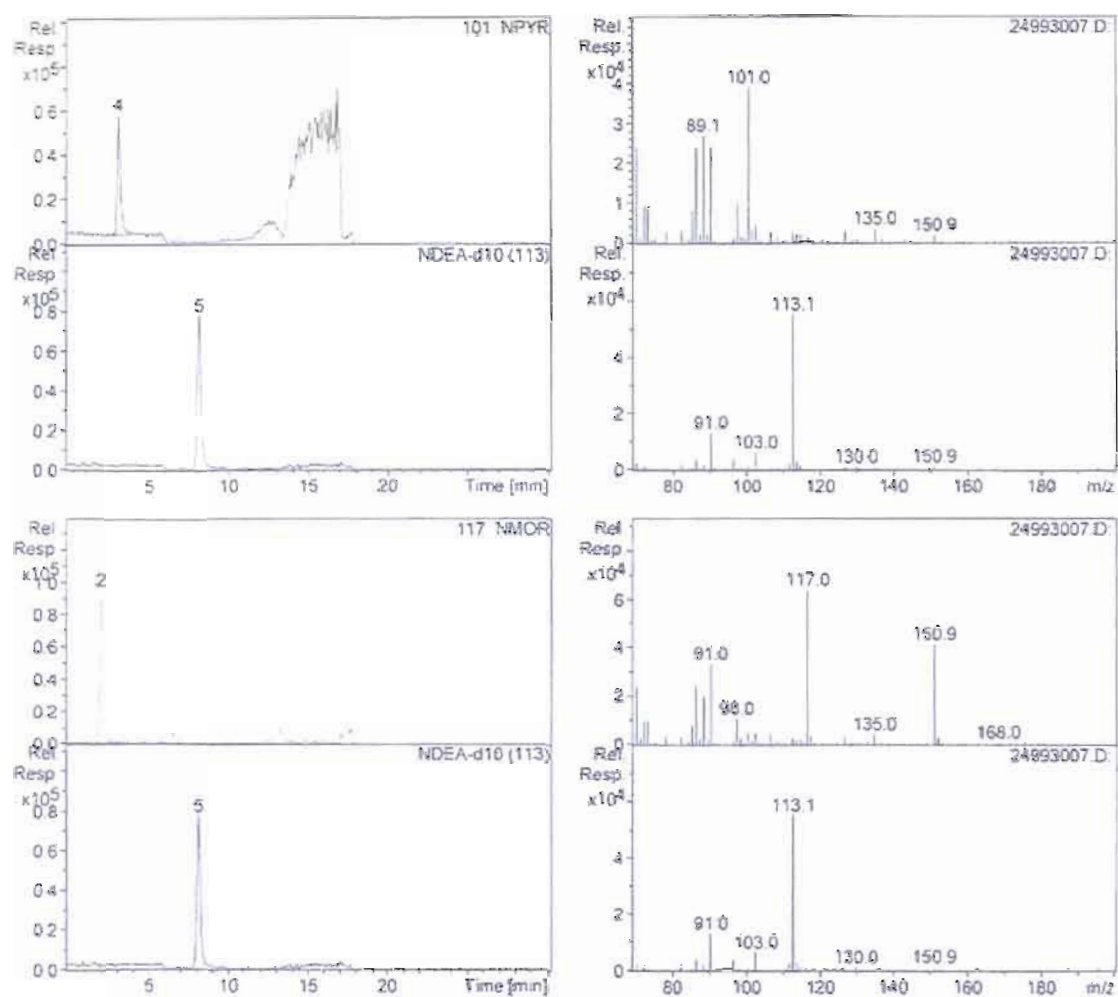 Rel.
Resp
x10^5
101 NPYR
4
0.6
0.4
0.2
0.0
Rel.
Resp.
x10^4
24993007.D:
101.0
89.1
135.0
150.9
4
3
2
1
0
Rel
Resp
x10^5
NDEA-d10 (113)
5
0.8
0.6
0.4
0.2
0.0
5
10
15
20
Time [min]
Rel.
Resp.
x10^4
24993007.D:
113.1
91.0
103.0
130.0
150.9
4
2
0
80
100
120
140
160
180
m/z
Rel
Resp
x10^5
117 NMOR
2
1.0
0.8
0.6
0.4
0.2
0.0
Rel
Resp
x10^4
24993007.D:
117.0
150.9
91.0
98.0
135.0
168.0
6
4
2
0
Rel
Resp
x10^5
NDEA-d10 (113)
5
0.8
0.6
0.4
0.2
0.0
5
10
15
20
Time [min]
Rel
Resp
x10^4
24993007.D:
113.1
91.0
103.0
130.0
150.9
4
2
0
80
100
120
140
160
180
m/z